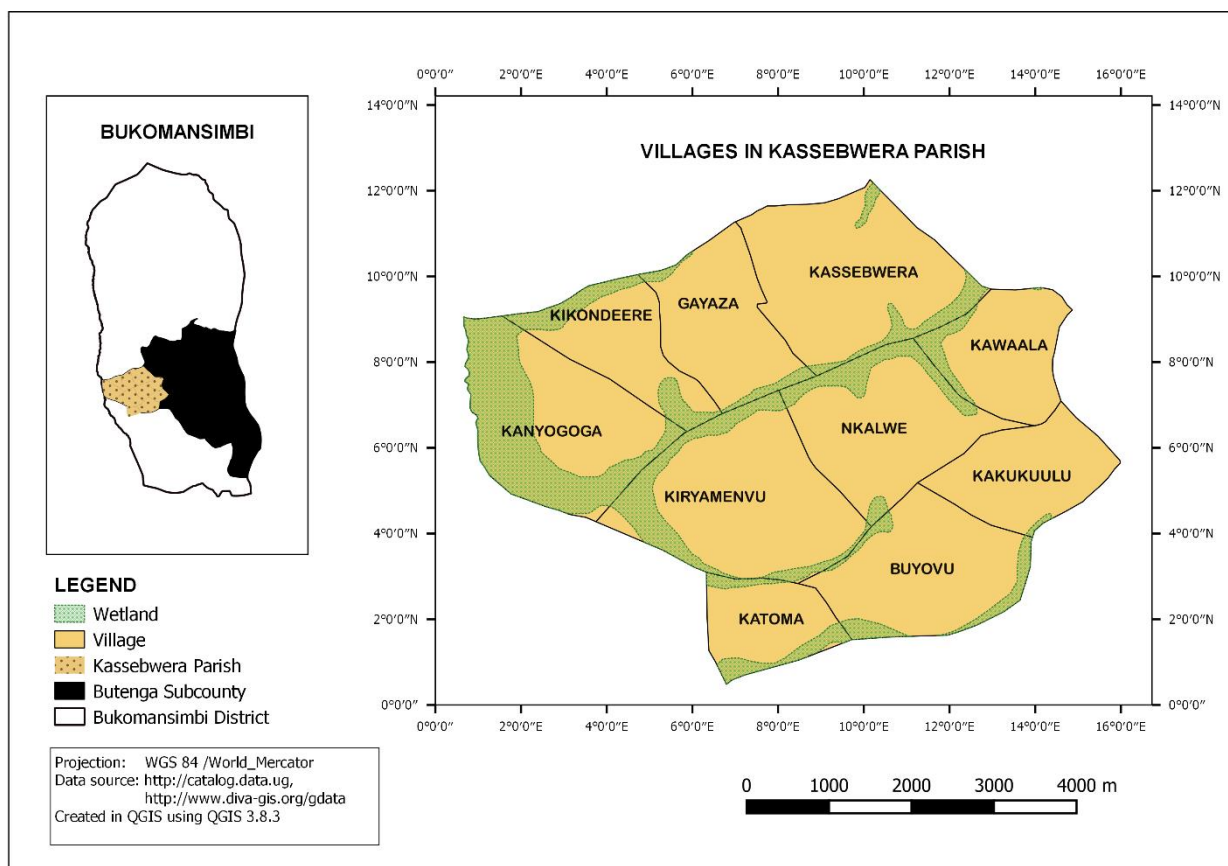 BUKOMANSIMBI
LEGEND
Wetland
Village
Kassebwera Parish
Butenga Subcounty
Bukomansimbi District
Projection: WGS 84 /World_Mercator
Data source: http://catalog.data.ug,
http://www.diva-gis.org/gdata
Created in QGIS using QGIS 3.8.3
0°0'0" 2°0'0"E 4°0'0"E 6°0'0"E 8°0'0"E 10°0'0"E 12°0'0"E 14°0'0"E 16°0'0"E
14°0'0"N 14°0'0"N
VILLAGES IN KASSEBWERA PARISH
12°0'0"N 12°0'0"N
10°0'0"N KASSEBWERA 10°0'0"N
GAYAZA
KIKONDEERE
KAWAALA
8°0'0"N 8°0'0"N
KANYOGOGA NKALWE
6°0'0"N 6°0'0"N
KAKUKUULU
KIRYAMENVU
4°0'0"N 4°0'0"N
BUYOVU
2°0'0"N KATOMA 2°0'0"N
0°0'0" 0°0'0"
0°0'0" 2°0'0"E 4°0'0"E 6°0'0"E 8°0'0"E 10°0'0"E 12°0'0"E 14°0'0"E 16°0'0"E
0 1000 2000 3000 4000 m